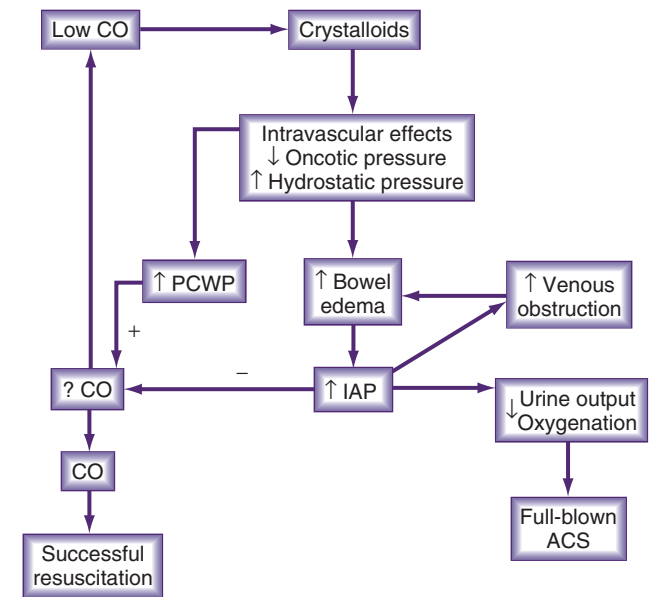 Low CO
Crystalloids
Intravascular effects
↓ Oncotic pressure
↑ Hydrostatic pressure
↑ PCWP
↑ Bowel
edema
↑ Venous
obstruction
+
−
? CO
↑ IAP
↓ Urine output
Oxygenation
CO
Full-blown
ACS
Successful
resuscitation